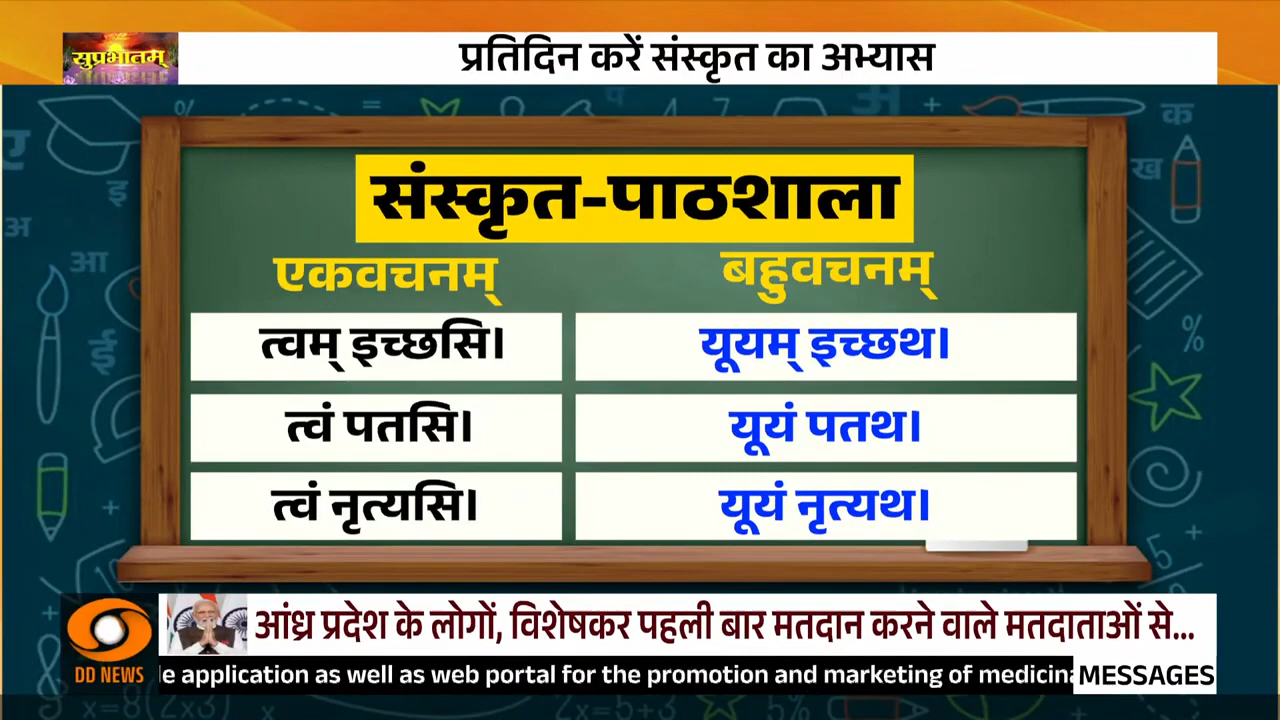 सुप्रभातम्
प्रतिदिन करें संस्कृत का अभ्यास
संस्कृत-पाठशाला
एकवचनम् बहुवचनम्
त्वम् इच्छसि। यूयम् इच्छथ।
त्वं पतसि। यूयं पतथ।
त्वं नृत्यसि। यूयं नृत्यथ।
आंध्र प्रदेश के लोगों, विशेषकर पहली बार मतदान करने वाले मतदाताओं से...
DD NEWS
application as well as web portal for the promotion and marketing of MESSAGES